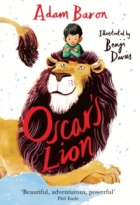 Adam Baron
Illustrated by
Benji Davies
Oscar's
Lion
'Beautiful, adventurous, powerful'
Phil Earle